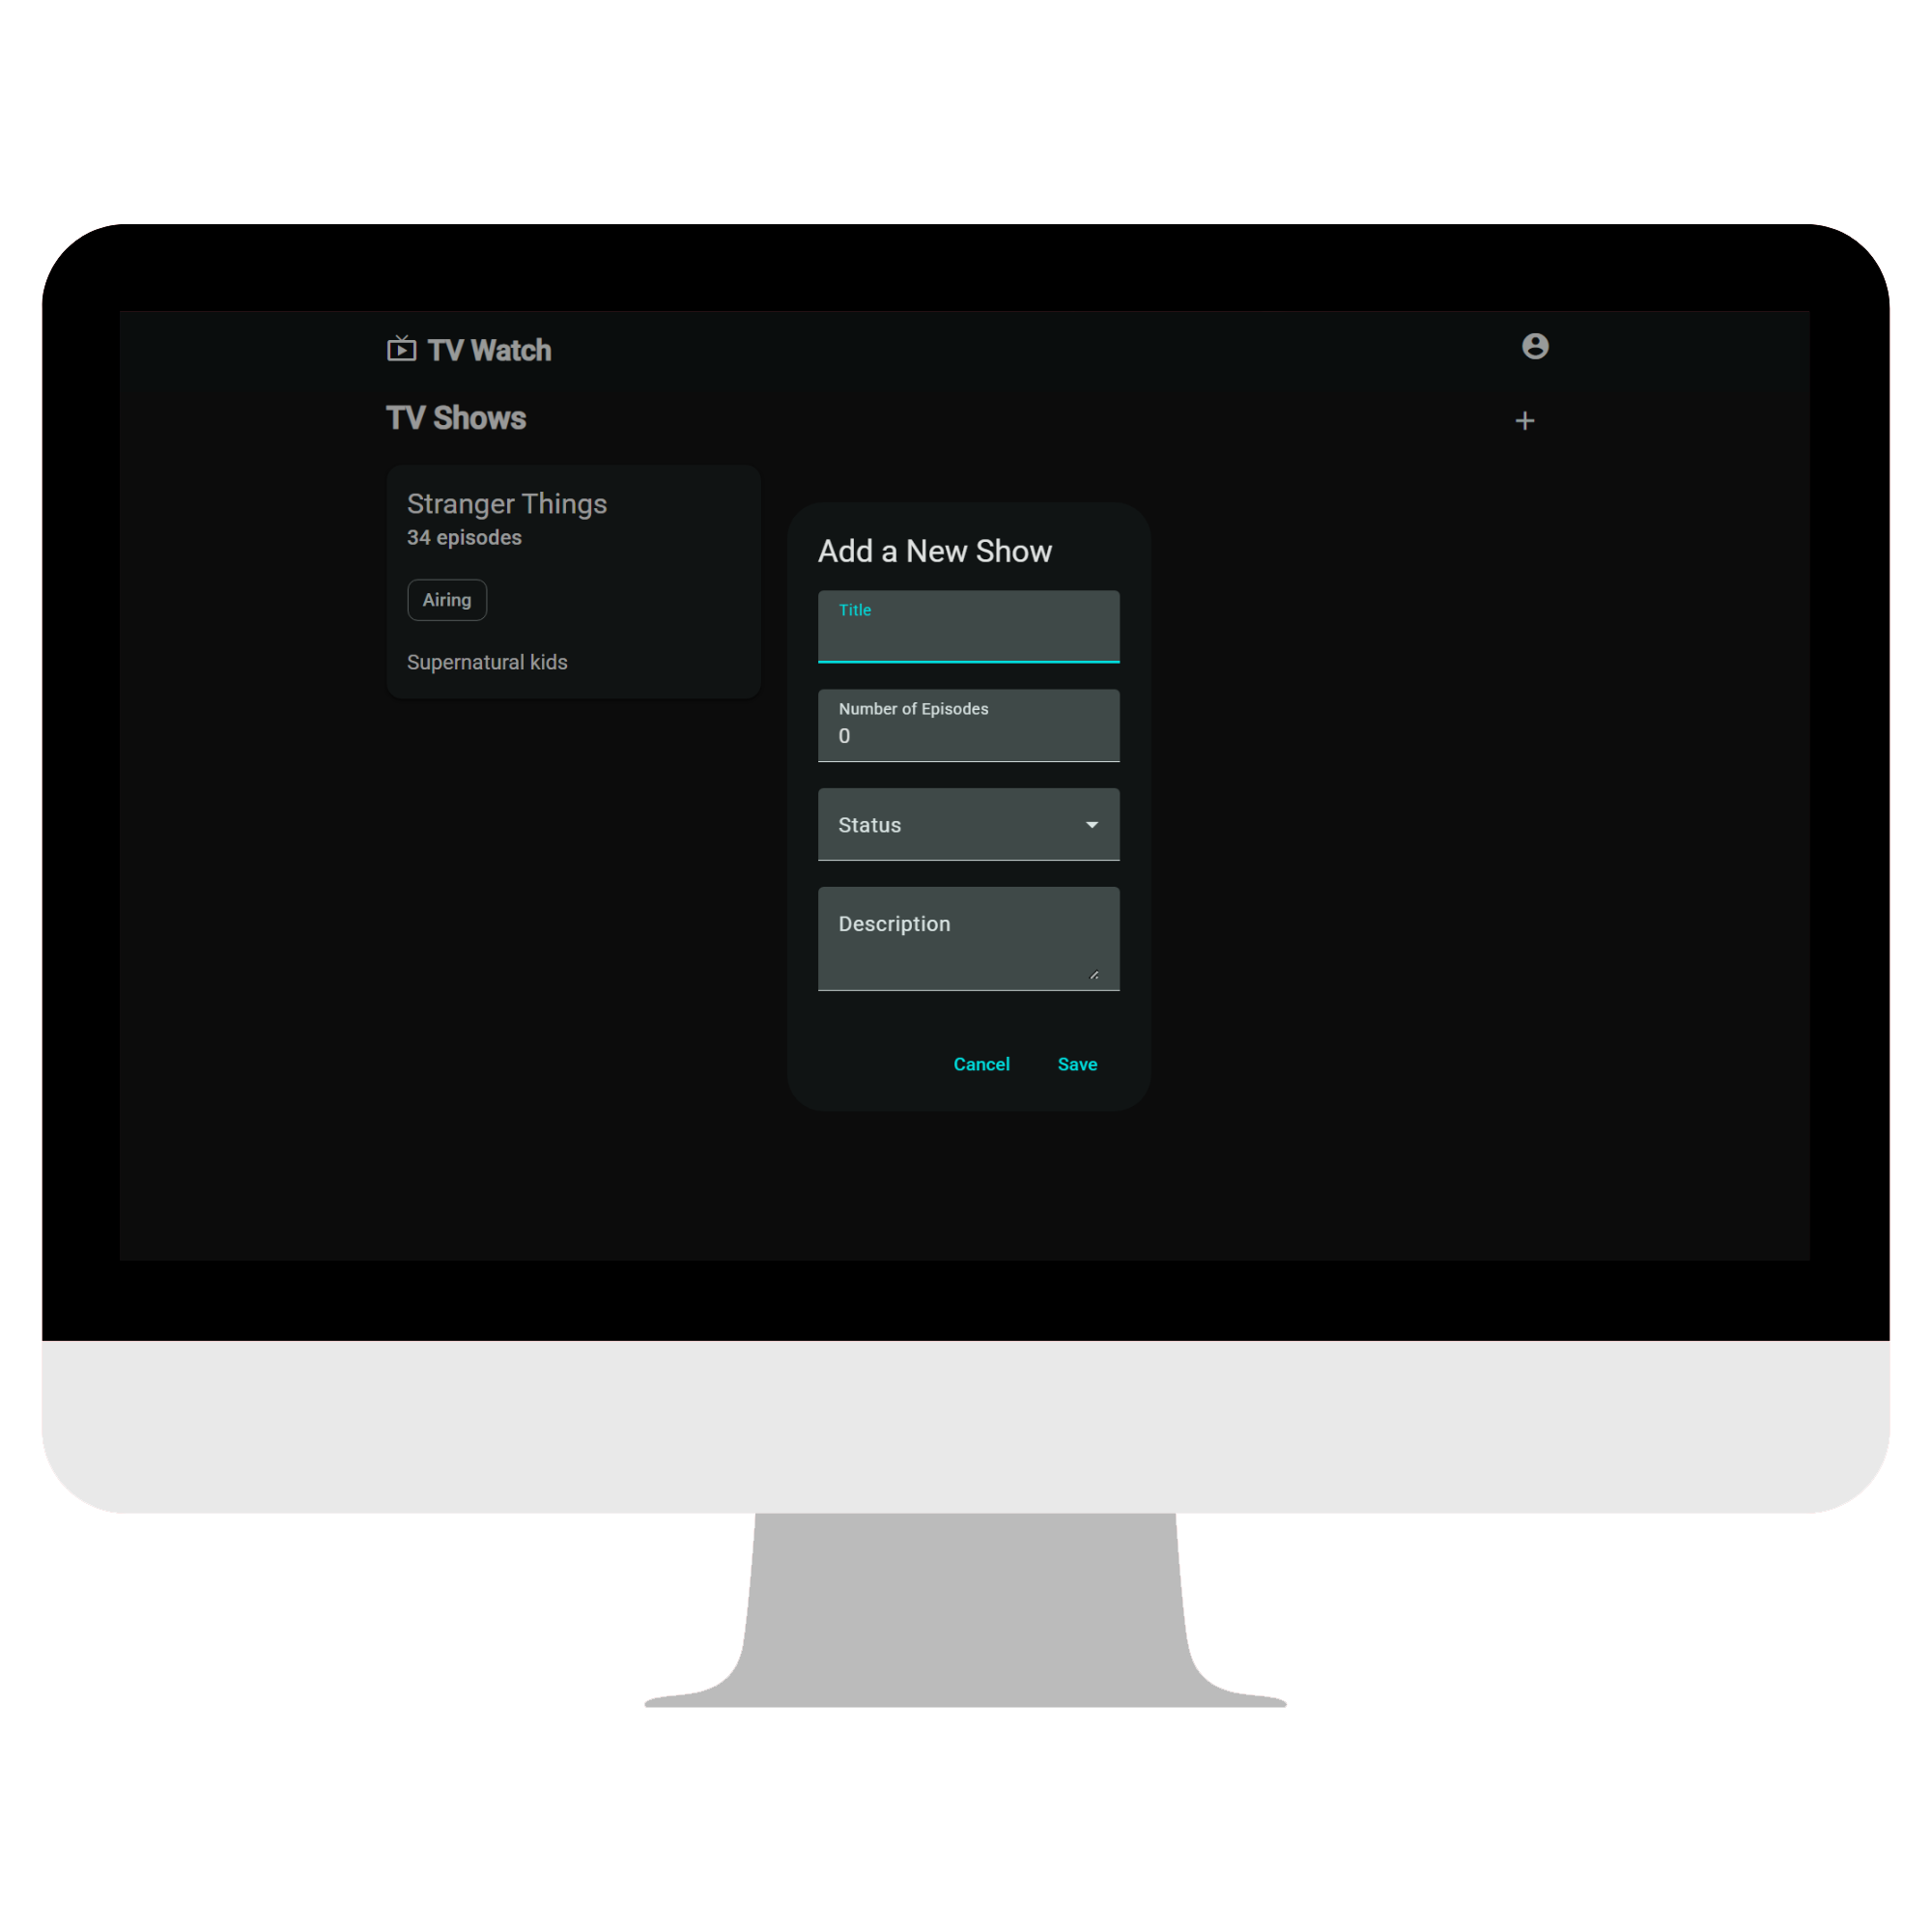 TV Watch
TV Shows
Stranger Things
34 episodes
Airing
Supernatural kids
Add a New Show
Title
Number of Episodes
0
Status
Description
Cancel
Save